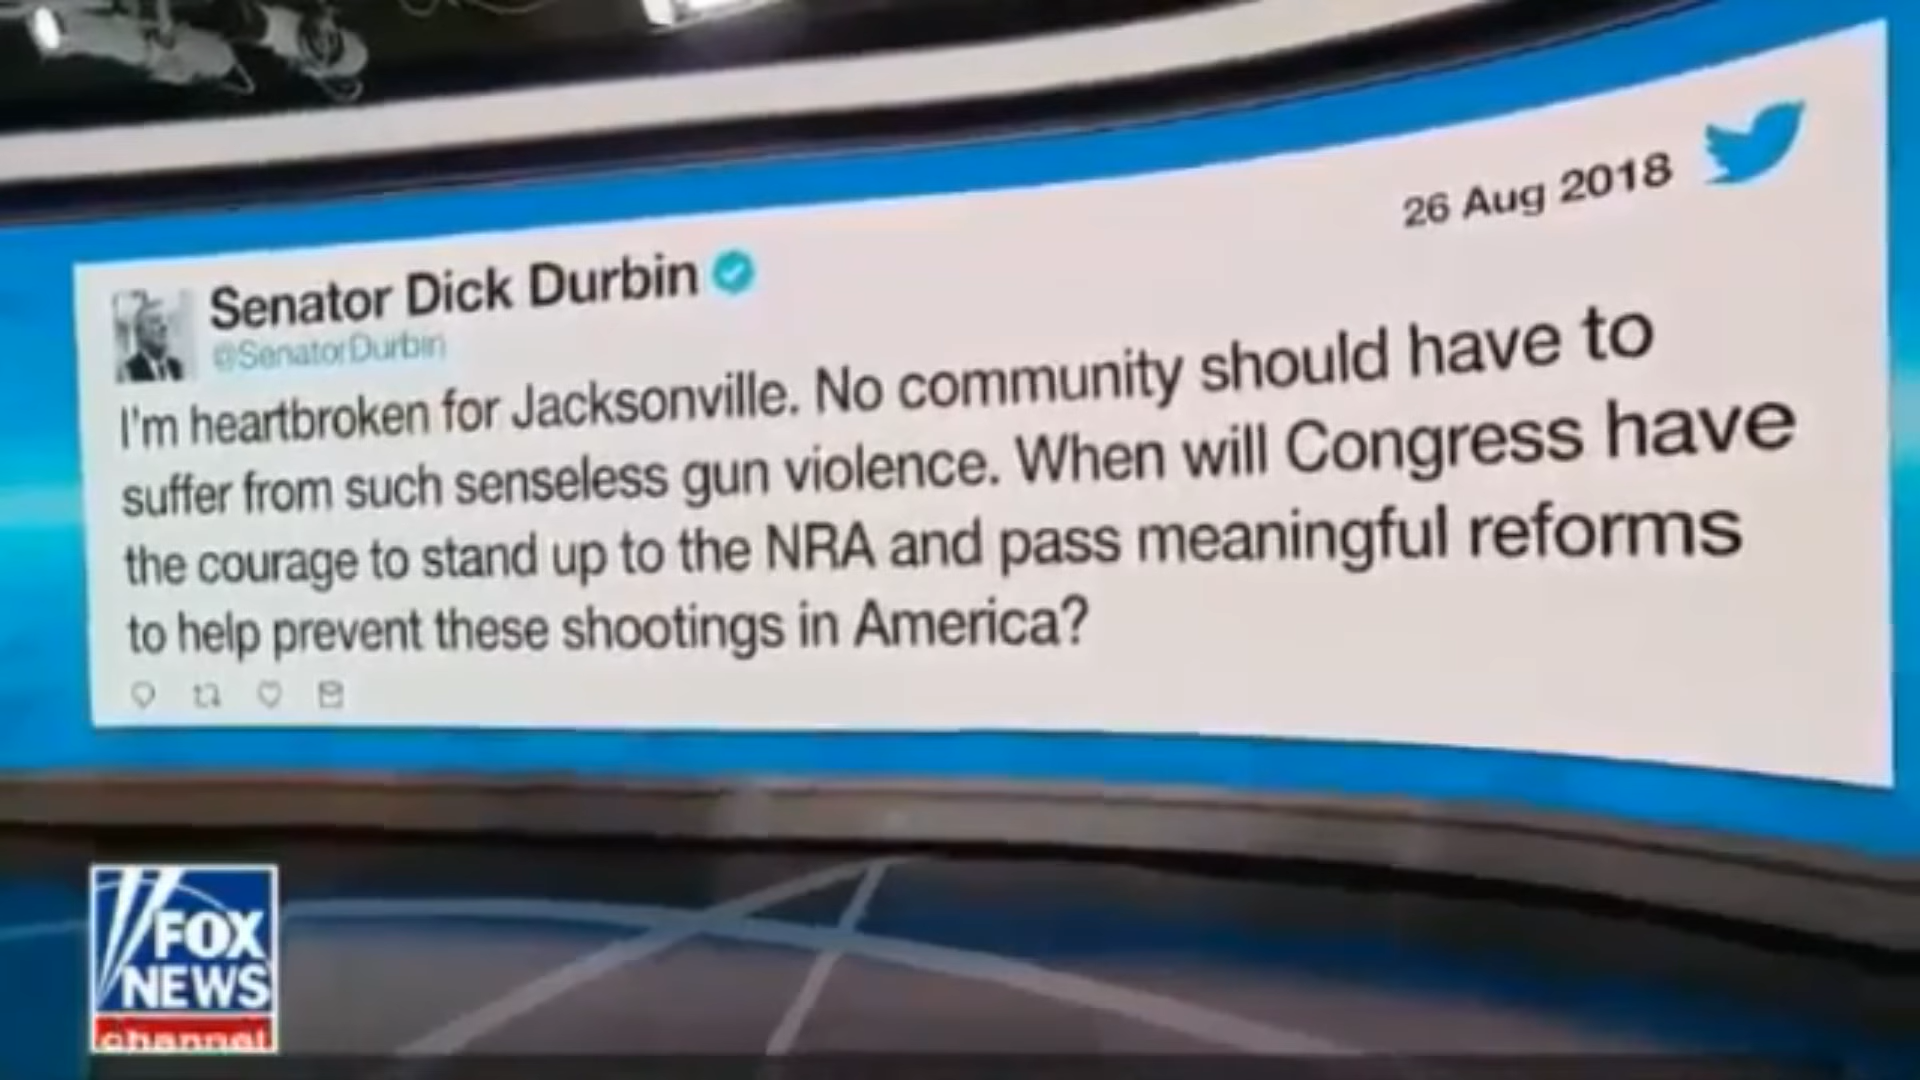 26 Aug 2018
Senator Dick Durbin
@SenatorDurbin
I'm heartbroken for Jacksonville. No community should have to
suffer from such senseless gun violence. When will Congress have
the courage to stand up to the NRA and pass meaningful reforms
to help prevent these shootings in America?
FOX
NEWS
channel